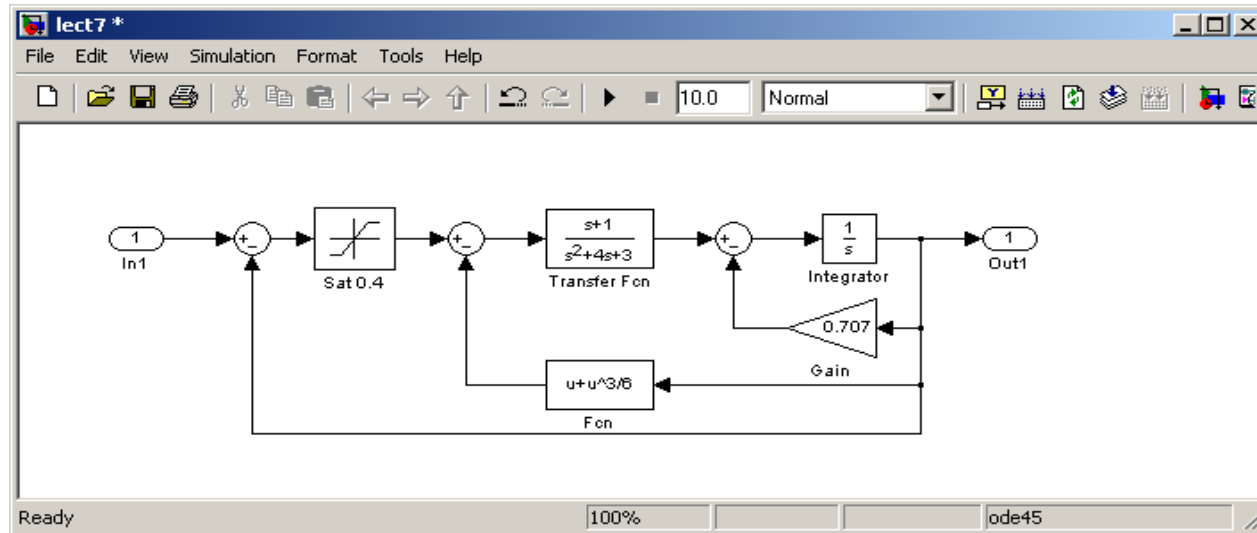 lect7 *
File Edit View Simulation Format Tools Help
10.0 Normal
1
In1
+
-
Sat 0.4
+
-
s+1
s2+4s+3
Transfer Fcn
+
-
1
s
Integrator
1
Out1
0.707
Gain
u+u^3/6
Fcn
Ready 100% ode45